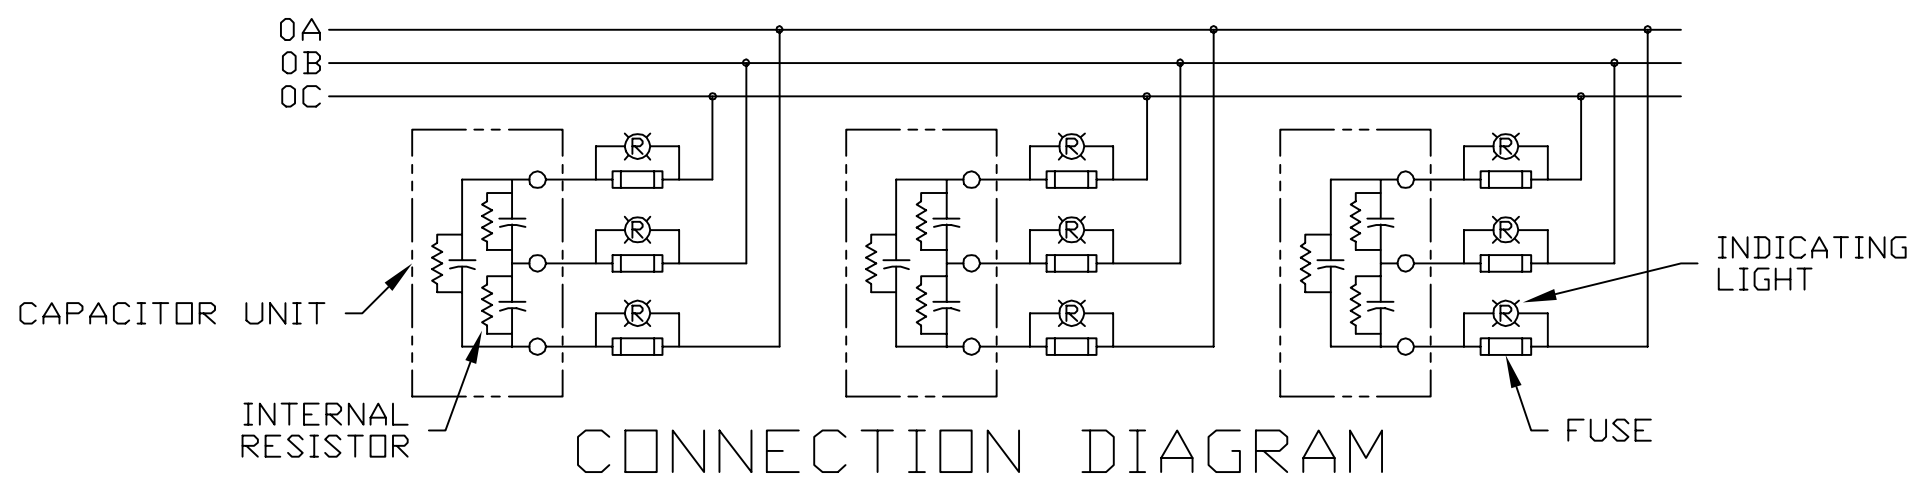 0A
0B
0C
R R R
R R R
R R R
CAPACITOR UNIT
INTERNAL
RESISTOR
INDICATING
LIGHT
FUSE
CONNECTION DIAGRAM